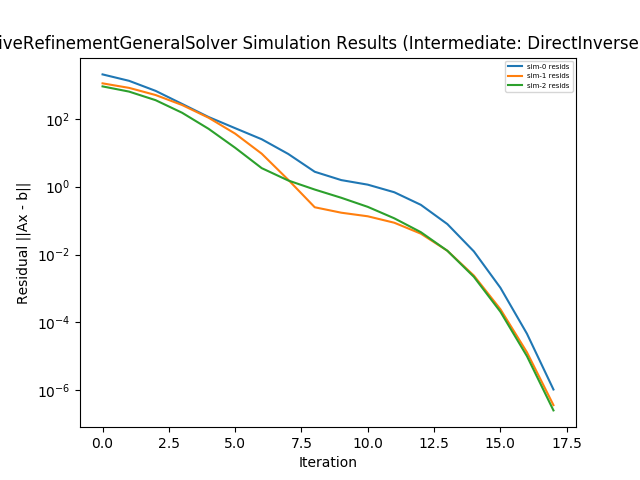 iveRefinementGeneralSolver Simulation Results (Intermediate: DirectInverse
sim-0 resids
sim-1 resids
sim-2 resids
Residual ||Ax - b||
10²
10⁰
10⁻²
10⁻⁴
10⁻⁶
0.0 2.5 5.0 7.5 10.0 12.5 15.0 17.5
Iteration